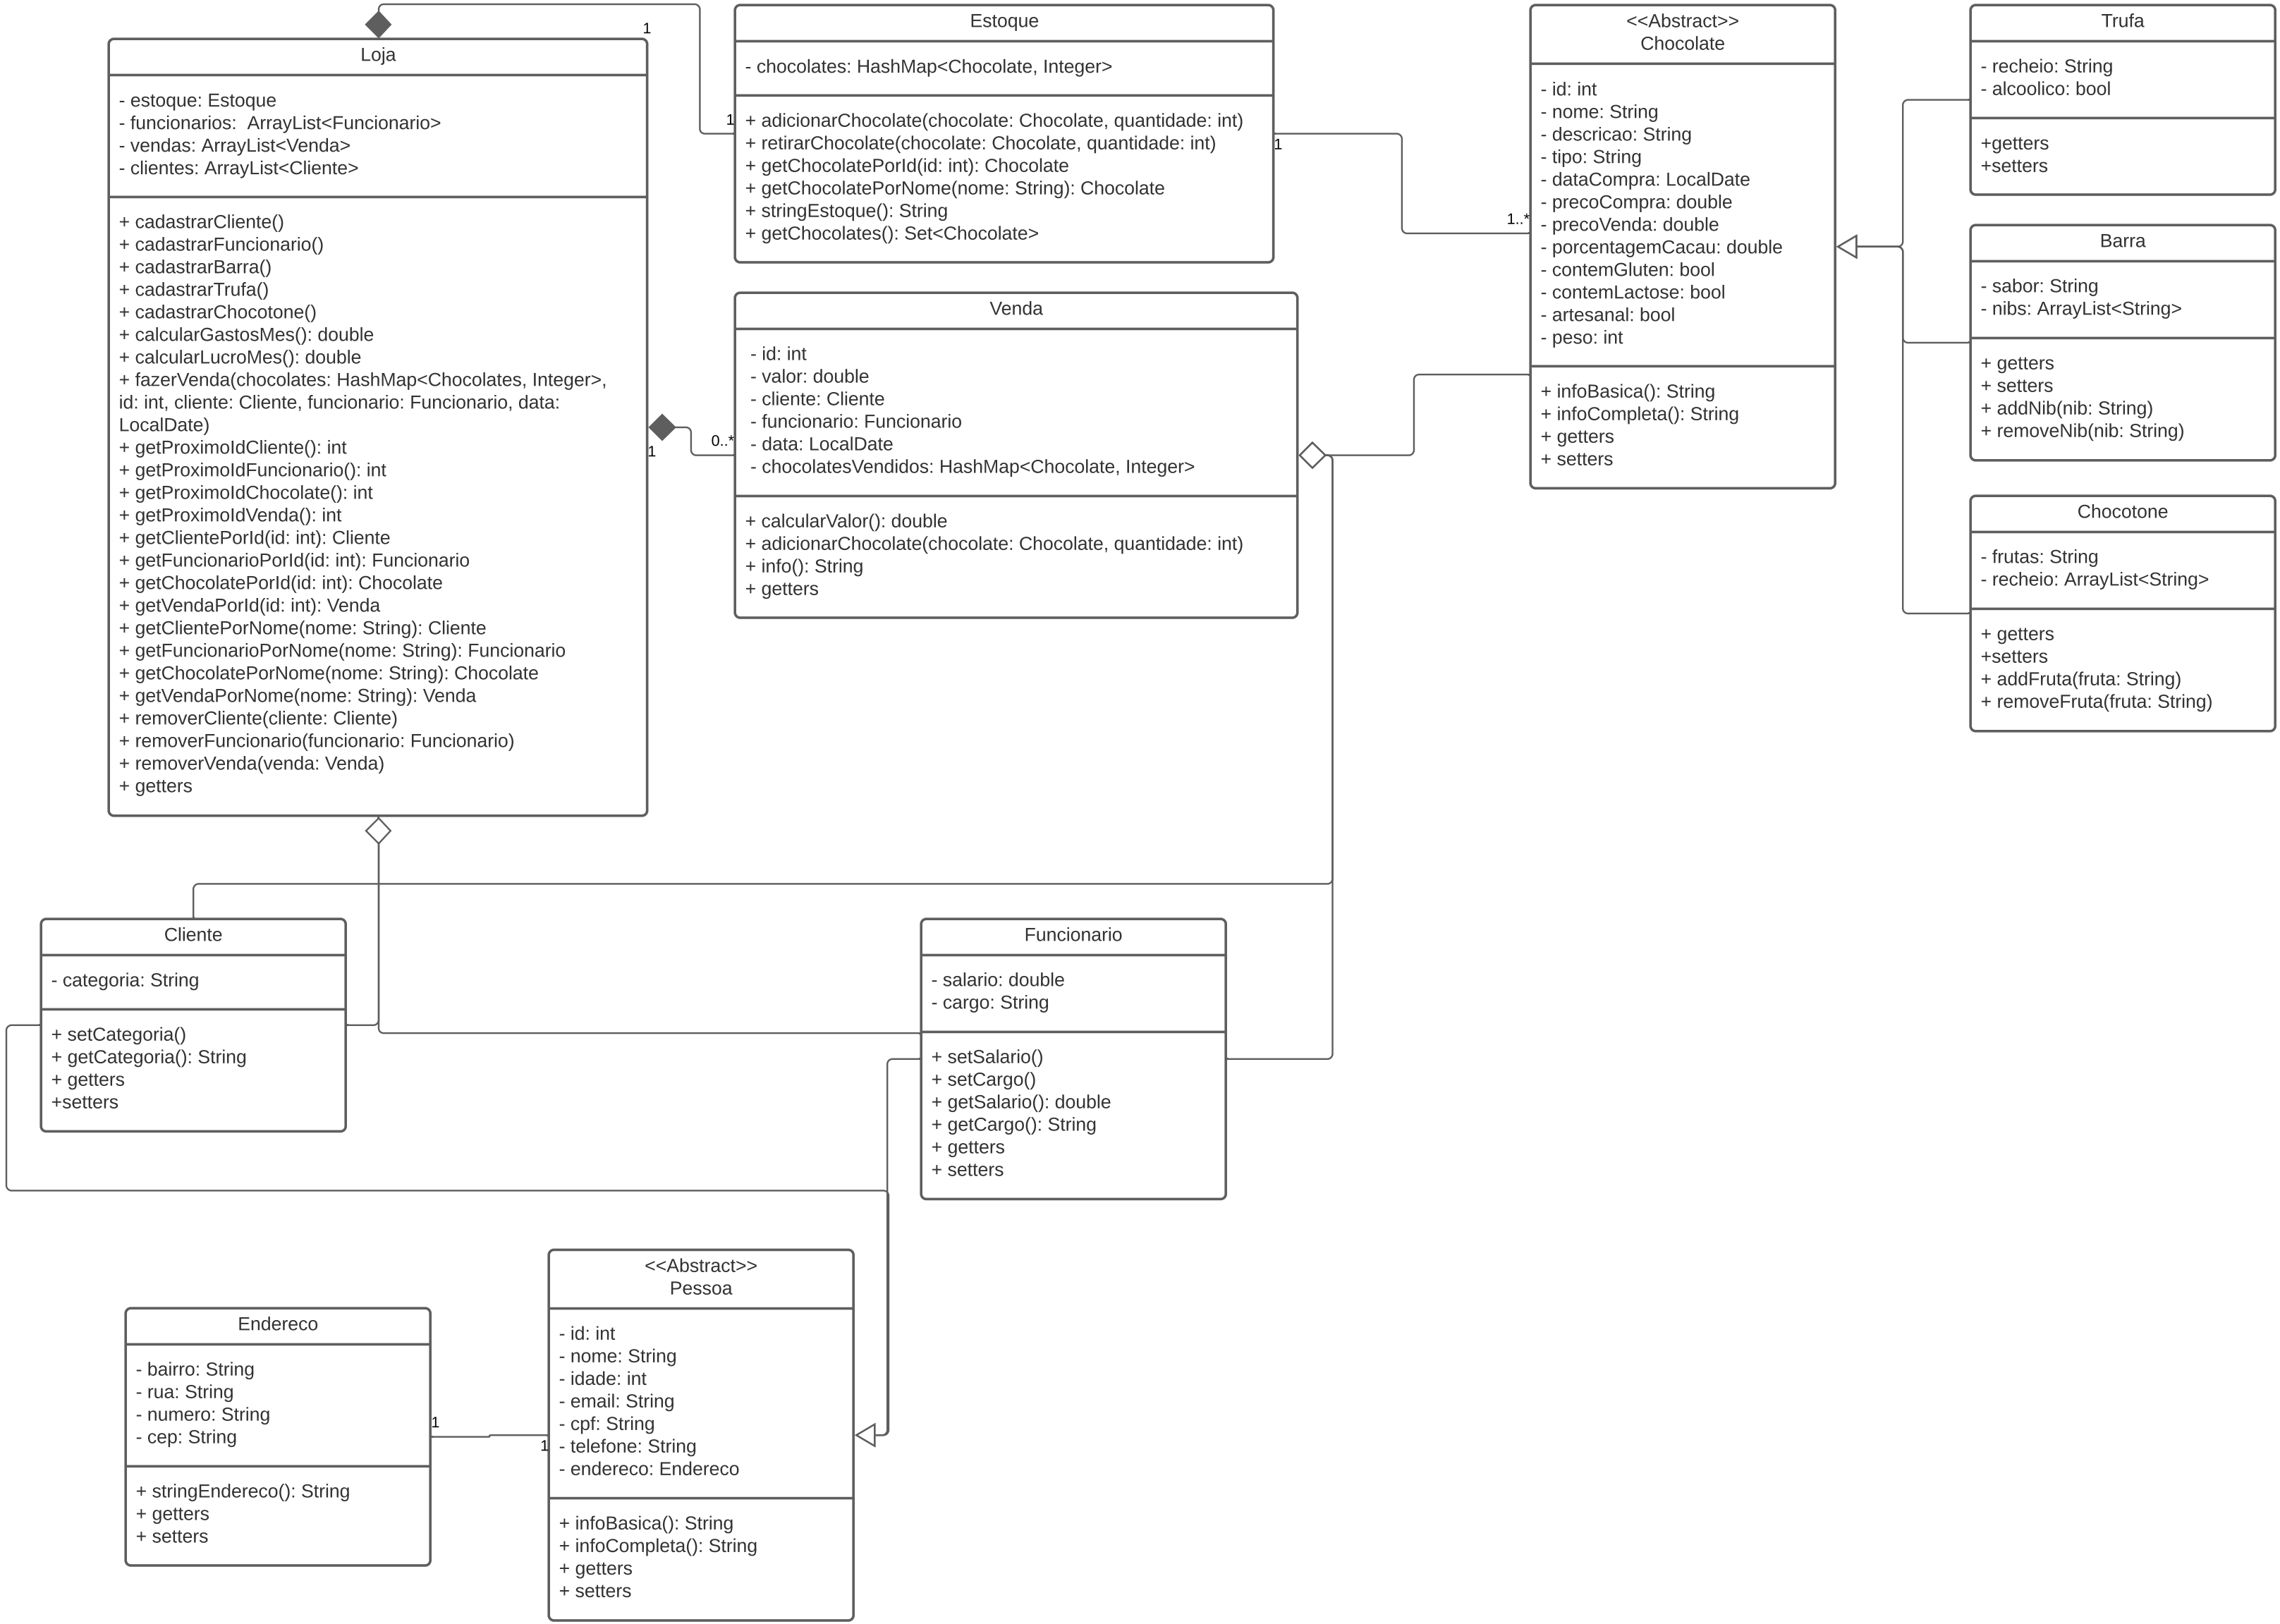 Loja
- estoque: Estoque
- funcionarios:  ArrayList<Funcionario>
- vendas: ArrayList<Venda>
- clientes: ArrayList<Cliente>
+ cadastrarCliente()
+ cadastrarFuncionario()
+ cadastrarBarra()
+ cadastrarTrufa()
+ cadastrarChocotone()
+ calcularGastosMes(): double
+ calcularLucroMes(): double
+ fazerVenda(chocolates: HashMap<Chocolates, Integer>,
id: int, cliente: Cliente, funcionario: Funcionario, data:
LocalDate)
+ getProximoIdCliente(): int
+ getProximoIdFuncionario(): int
+ getProximoIdChocolate(): int
+ getProximoIdVenda(): int
+ getClientePorId(id: int): Cliente
+ getFuncionarioPorId(id: int): Funcionario
+ getChocolatePorId(id: int): Chocolate
+ getVendaPorId(id: int): Venda
+ getClientePorNome(nome: String): Cliente
+ getFuncionarioPorNome(nome: String): Funcionario
+ getChocolatePorNome(nome: String): Chocolate
+ getVendaPorNome(nome: String): Venda
+ removerCliente(cliente: Cliente)
+ removerFuncionario(funcionario: Funcionario)
+ removerVenda(venda: Venda)
+ getters
1
1
Estoque
- chocolates: HashMap<Chocolate, Integer>
+ adicionarChocolate(chocolate: Chocolate, quantidade: int)
+ retirarChocolate(chocolate: Chocolate, quantidade: int)
+ getChocolatePorId(id: int): Chocolate
+ getChocolatePorNome(nome: String): Chocolate
+ stringEstoque(): String
+ getChocolates(): Set<Chocolate>
1
1..*
1
0..*
Venda
- id: int
- valor: double
- cliente: Cliente
- funcionario: Funcionario
- data: LocalDate
- chocolatesVendidos: HashMap<Chocolate, Integer>
+ calcularValor(): double
+ adicionarChocolate(chocolate: Chocolate, quantidade: int)
+ info(): String
+ getters
<<Abstract>>
Chocolate
- id: int
- nome: String
- descricao: String
- tipo: String
- dataCompra: LocalDate
- precoCompra: double
- precoVenda: double
- porcentagemCacau: double
- contemGluten: bool
- contemLactose: bool
- artesanal: bool
- peso: int
+ infoBasica(): String
+ infoCompleta(): String
+ getters
+ setters
Trufa
- recheio: String
- alcoolico: bool
+getters
+setters
Barra
- sabor: String
- nibs: ArrayList<String>
+ getters
+ setters
+ addNib(nib: String)
+ removeNib(nib: String)
Chocotone
- frutas: String
- recheio: ArrayList<String>
+ getters
+setters
+ addFruta(fruta: String)
+ removeFruta(fruta: String)
Cliente
- categoria: String
+ setCategoria()
+ getCategoria(): String
+ getters
+setters
Funcionario
- salario: double
- cargo: String
+ setSalario()
+ setCargo()
+ getSalario(): double
+ getCargo(): String
+ getters
+ setters
Endereco
- bairro: String
- rua: String
- numero: String
- cep: String
+ stringEndereco(): String
+ getters
+ setters
1
1
<<Abstract>>
Pessoa
- id: int
- nome: String
- idade: int
- email: String
- cpf: String
- telefone: String
- endereco: Endereco
+ infoBasica(): String
+ infoCompleta(): String
+ getters
+ setters